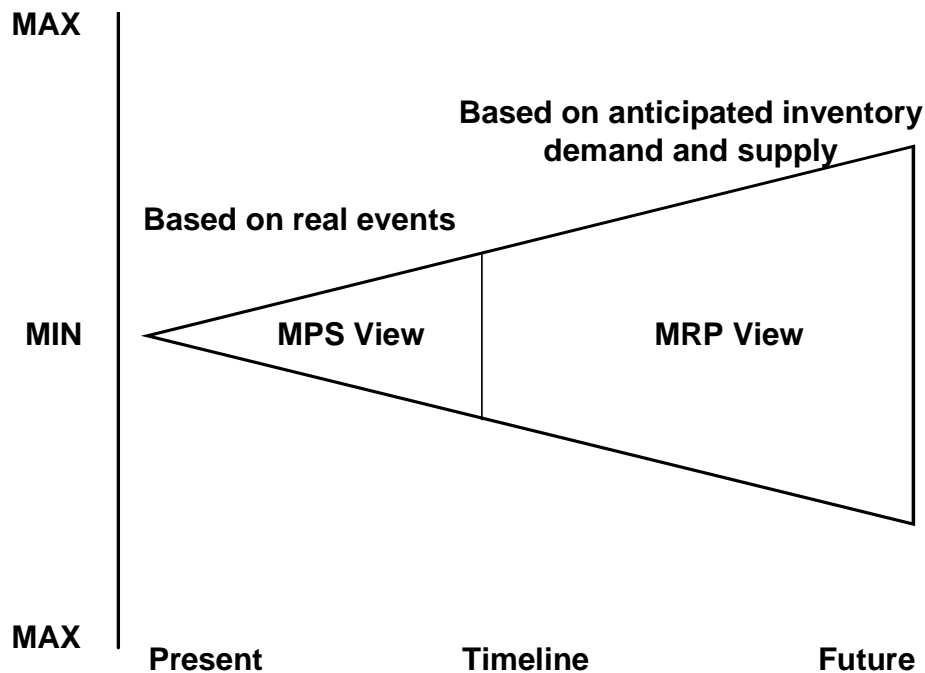 MAX
Based on anticipated inventory
demand and supply
Based on real events
MIN
MPS View
MRP View
MAX
Present
Timeline
Future